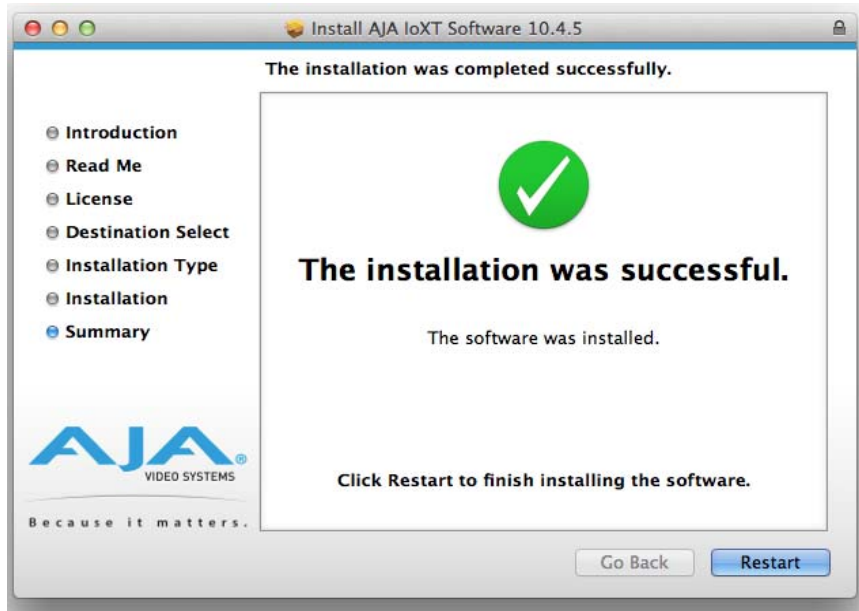 Install AJA IoXT Software 10.4.5
The installation was completed successfully.
Introduction
Read Me
License
Destination Select
Installation Type
Installation
Summary
The installation was successful.
The software was installed.
Click Restart to finish installing the software.
AJA®
VIDEO SYSTEMS
Because it matters.
Go Back
Restart